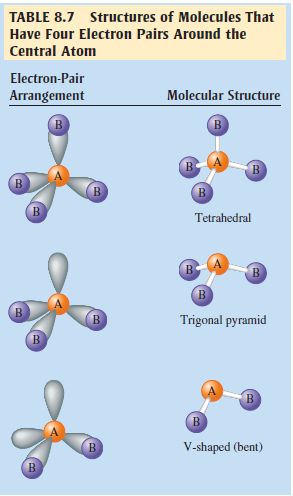 TABLE 8.7 Structures of Molecules That
Have Four Electron Pairs Around the
Central Atom
Electron-Pair
Arrangement
Molecular Structure
B
A
B
B
B
B
B
A
B
B
Tetrahedral
A
B
B
B
B
A
B
B
Trigonal pyramid
A
B
B
A
B
B
V-shaped (bent)